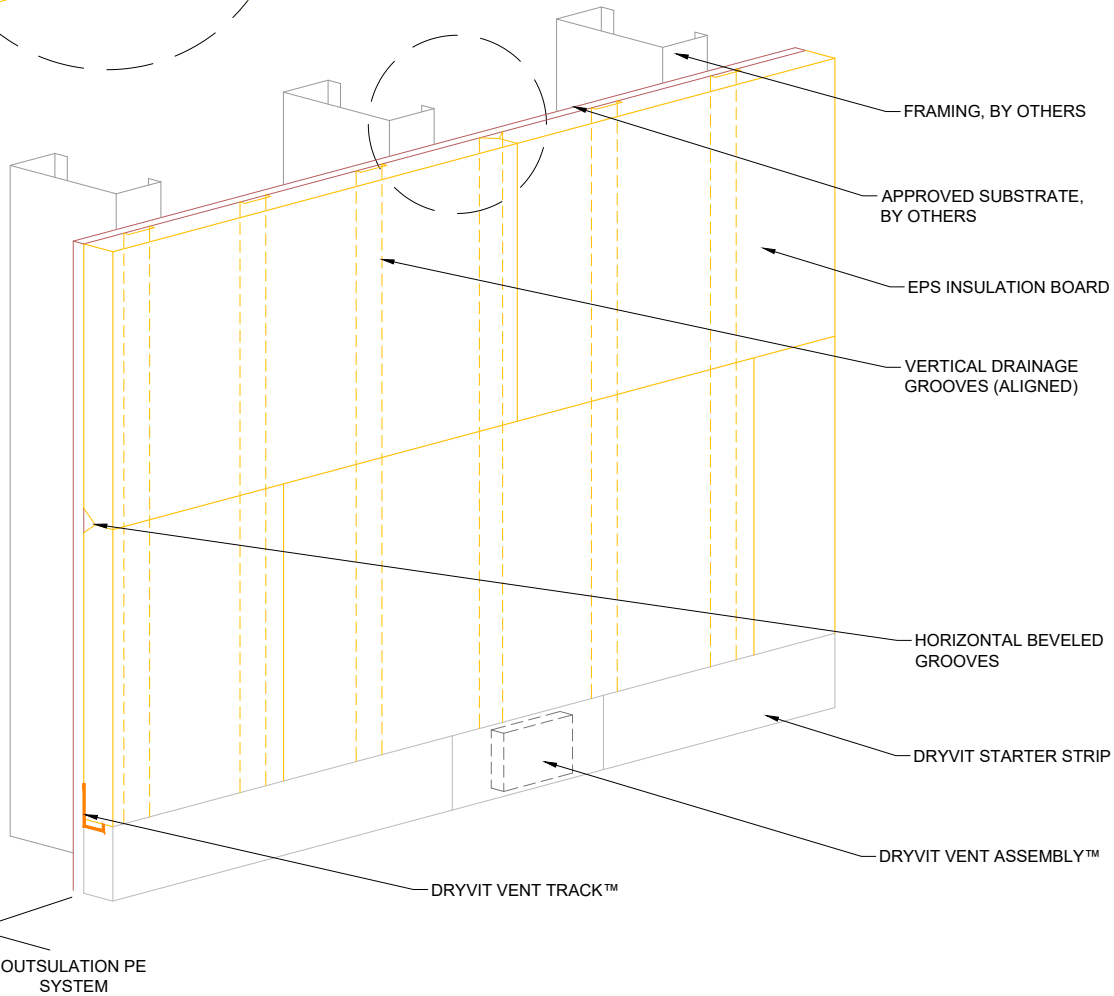 FRAMING, BY OTHERS
APPROVED SUBSTRATE,
BY OTHERS
EPS INSULATION BOARD
VERTICAL DRAINAGE
GROOVES (ALIGNED)
HORIZONTAL BEVELED
GROOVES
DRYVIT STARTER STRIP
DRYVIT VENT ASSEMBLY™
DRYVIT VENT TRACK™
OUTSULATION PE
SYSTEM